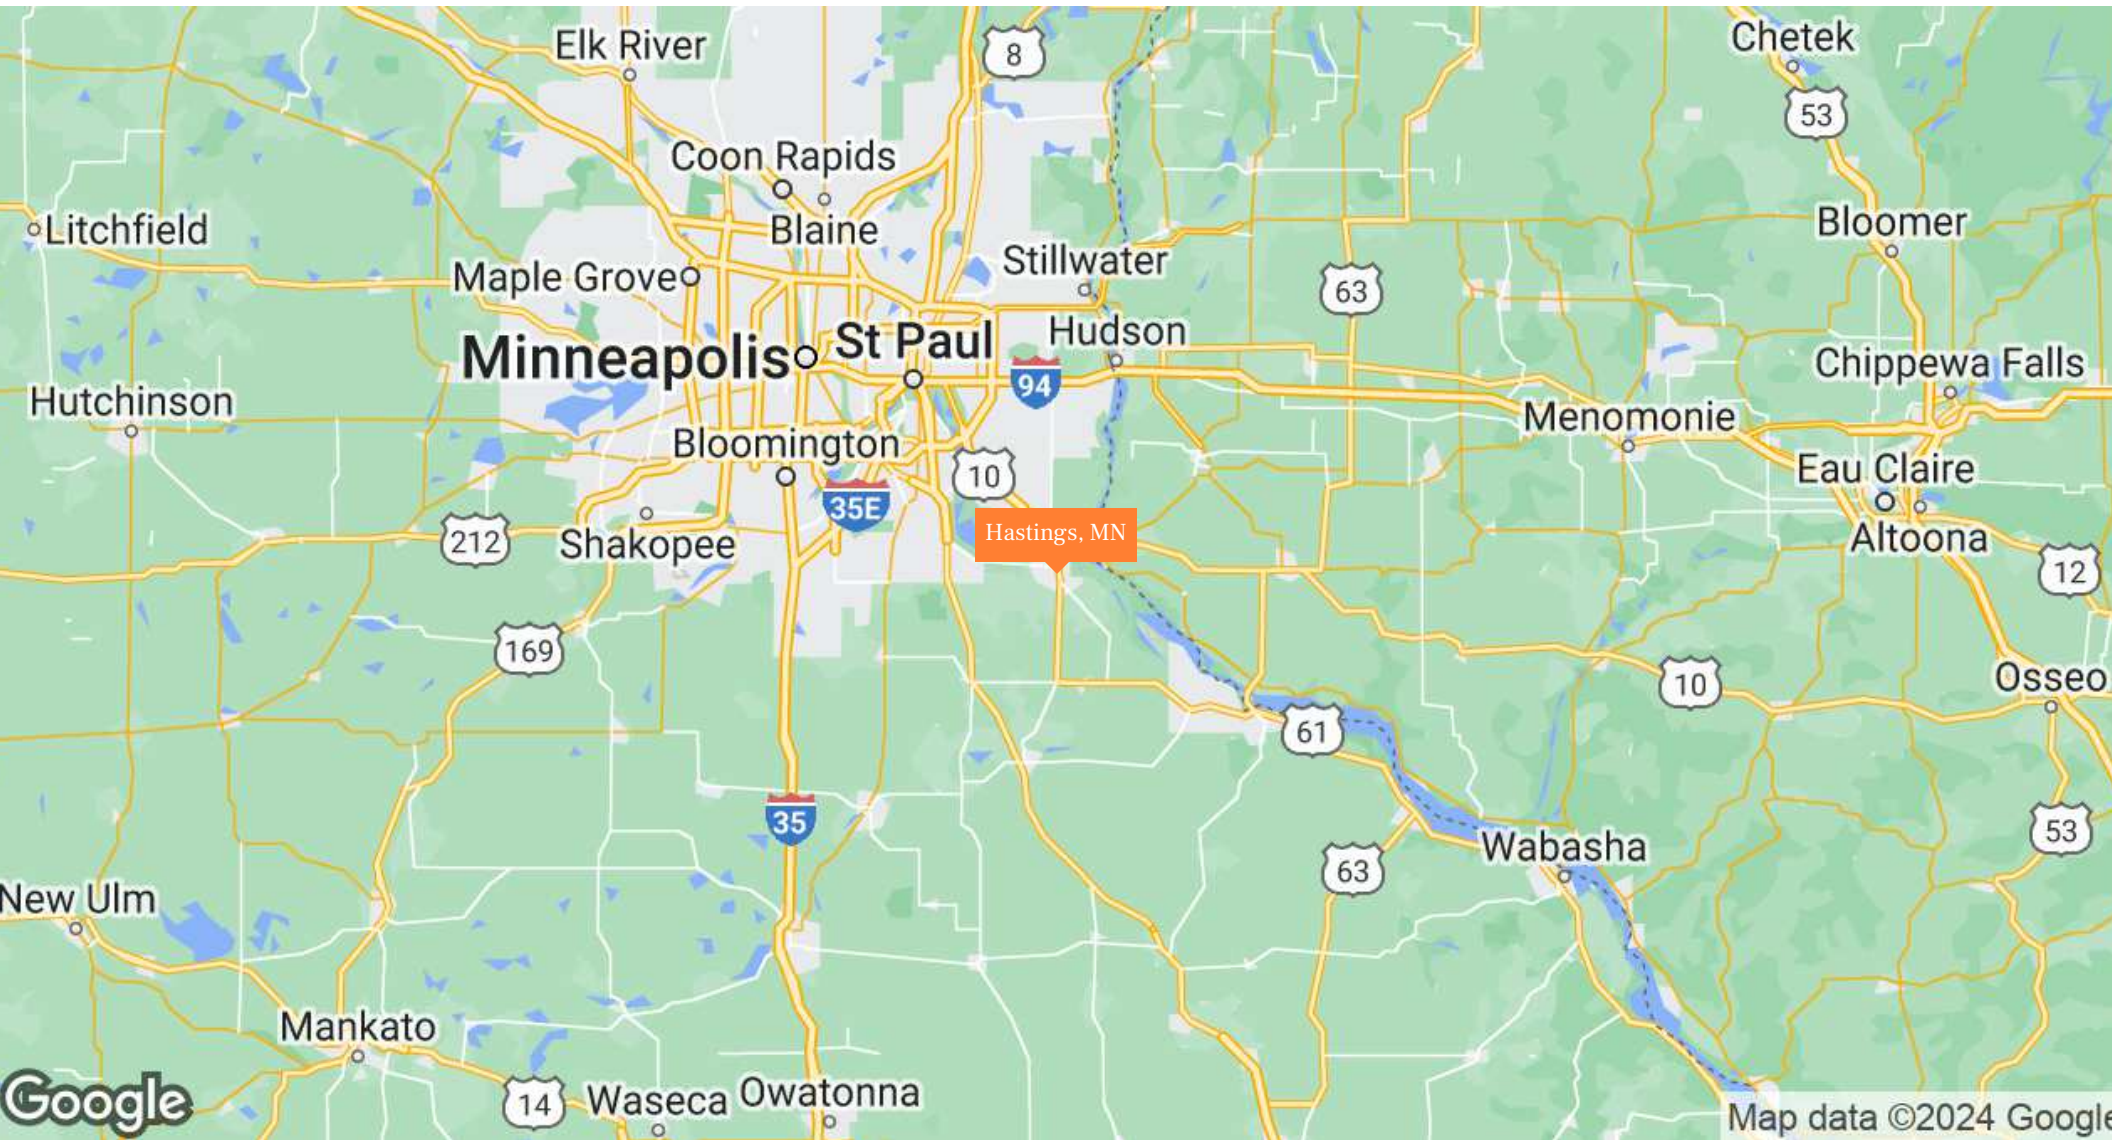 Elk River
8
Chetek
53
Coon Rapids
Litchfield
Blaine
Bloomer
Stillwater
Maple Grove
63
Minneapolis
St Paul
Hudson
94
Chippewa Falls
Hutchinson
Menomonie
Bloomington
10
Eau Claire
35E
212
Shakopee
Hastings, MN
Altoona
12
169
10
Osseo
61
35
53
Wabasha
63
New Ulm
Mankato
Google
14
Waseca
Owatonna
Map data ©2024 Google